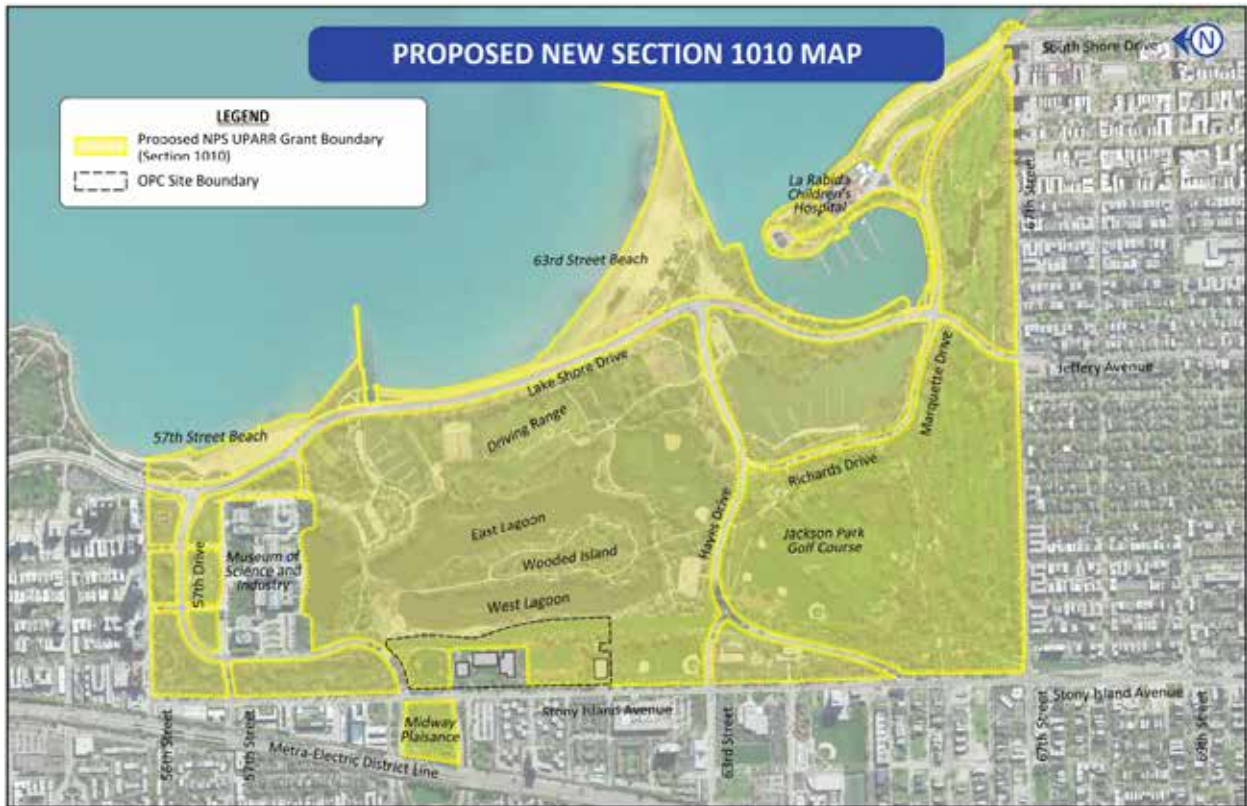 PROPOSED NEW SECTION 1010 MAP
South Shore Drive
N
LEGEND
Proposed NPS UPARR Grant Boundary
(Section 1010)
OPC Site Boundary
La Rabida
Children's
Hospital
67th Street
63rd Street Beach
Lake Shore Drive
Jeffery Avenue
Marquette Drive
Driving Range
57th Street Beach
Richards Drive
East Lagoon
Hayes Drive
Jackson Park
Golf Course
Wooded Island
57th Drive
Museum of
Science and
Industry
West Lagoon
Stony Island Avenue
Stony Island Avenue
Midway
Plaisance
Metra Electric District Line
56th Street
57th Street
63rd Street
67th Street
69th Street